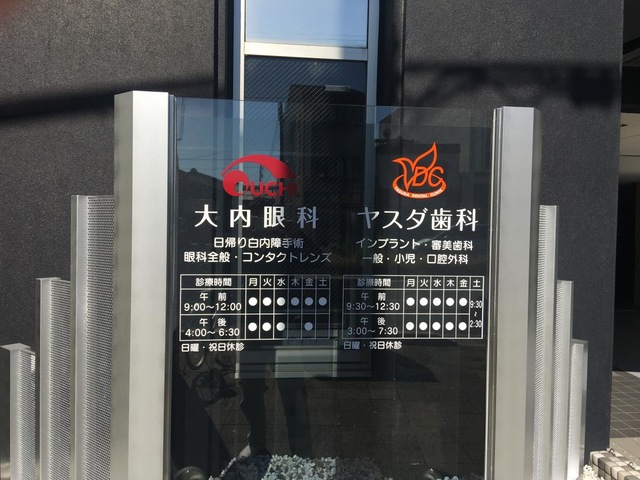 OUCHI
大内眼科
日帰り白内障手術
眼科全般・コンタクトレンズ
診療時間 月 火 水 木 金 土
午前 9:00～12:00 ● ● ● ● ● ●
午後 4:00～6:30 ● ● ● ●
日曜・祝日休診
VDC
YASUDA DENTAL CLINIC
ヤスダ歯科
インプラント・審美歯科
一般・小児・口腔外科
診療時間 月 火 水 木 金 土
午前 9:30～12:30 ● ● ● ● ● 9:30～2:30
午後 3:00～7:30 ● ● ● ● ●
日曜・祝日休診